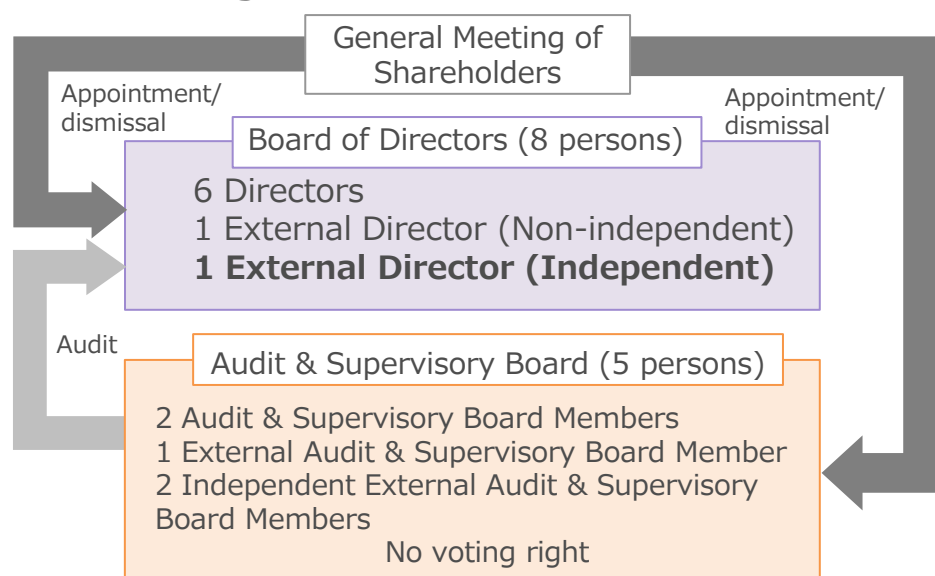 General Meeting of
Shareholders
Appointment/
dismissal
Appointment/
dismissal
Board of Directors (8 persons)
6 Directors
1 External Director (Non-independent)
1 External Director (Independent)
Audit
Audit & Supervisory Board (5 persons)
2 Audit & Supervisory Board Members
1 External Audit & Supervisory Board Member
2 Independent External Audit & Supervisory
Board Members
No voting right